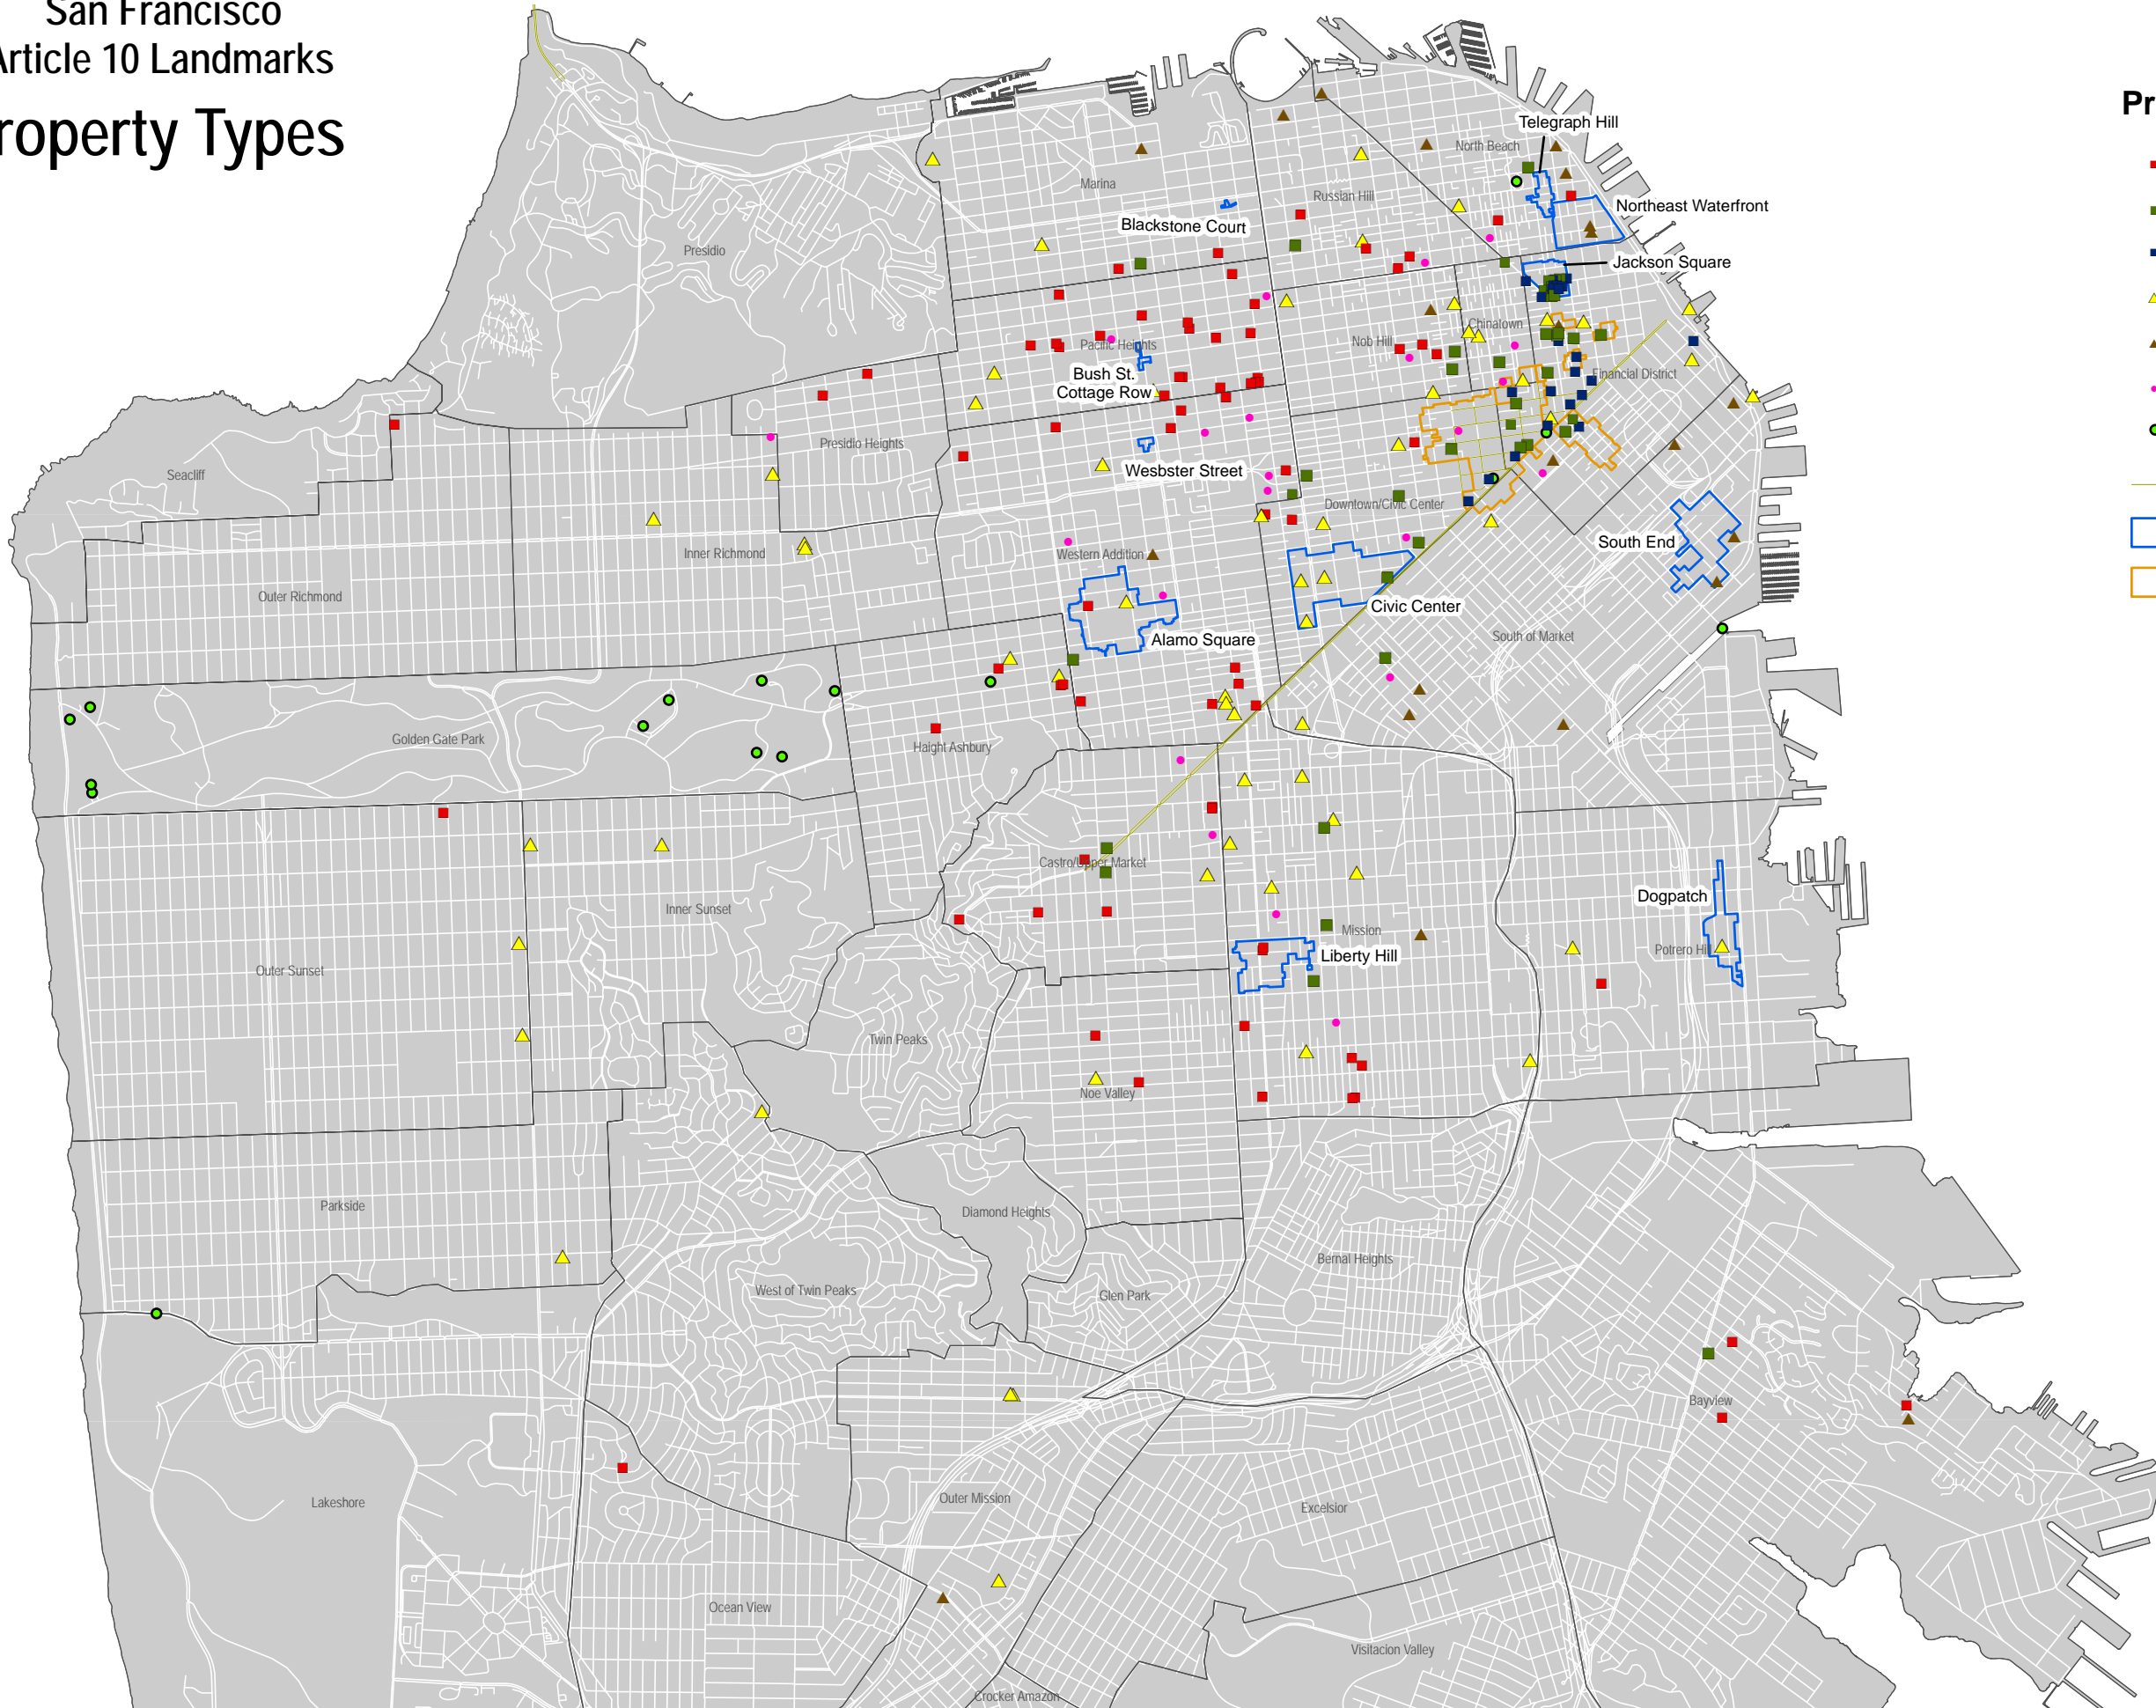 San Francisco
Article 10 Landmarks
roperty Types
Pr
Telegraph Hill
North Beach
Marina
Russian Hill
Northeast Waterfront
Blackstone Court
Presidio
Jackson Square
Chinatown
Nob Hill
Pacific Heights
Bush St.
Cottage Row
Financial District
Presidio Heights
Wesbster Street
Seacliff
Downtown/Civic Center
South End
Inner Richmond
Western Addition
Outer Richmond
Civic Center
Alamo Square
South of Market
Golden Gate Park
Haight Ashbury
Castro/Upper Market
Dogpatch
Inner Sunset
Mission
Liberty Hill
Potrero Hill
Outer Sunset
Twin Peaks
Noe Valley
Parkside
Diamond Heights
Bernal Heights
West of Twin Peaks
Glen Park
Bayview
Lakeshore
Outer Mission
Excelsior
Ocean View
Visitacion Valley
Crocker Amazon